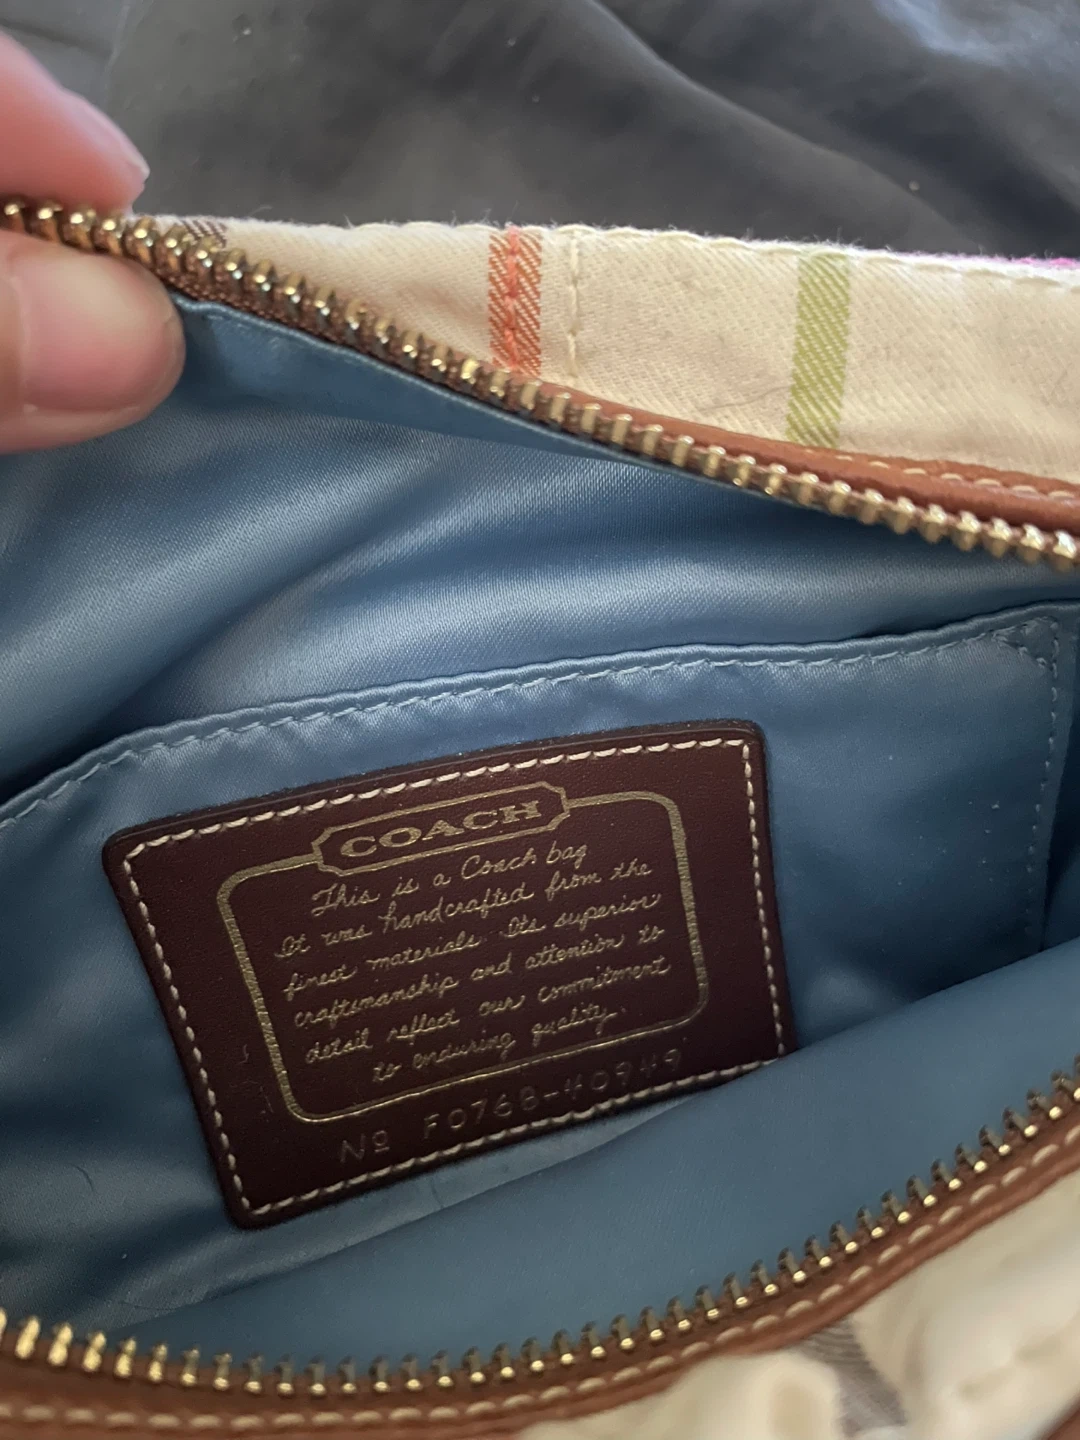 COACH
This is a Coach bag
It was handcrafted from the
finest materials. Its superior
craftsmanship and attention to
detail reflect our commitment
to enduring quality.
Nº F0768-40949